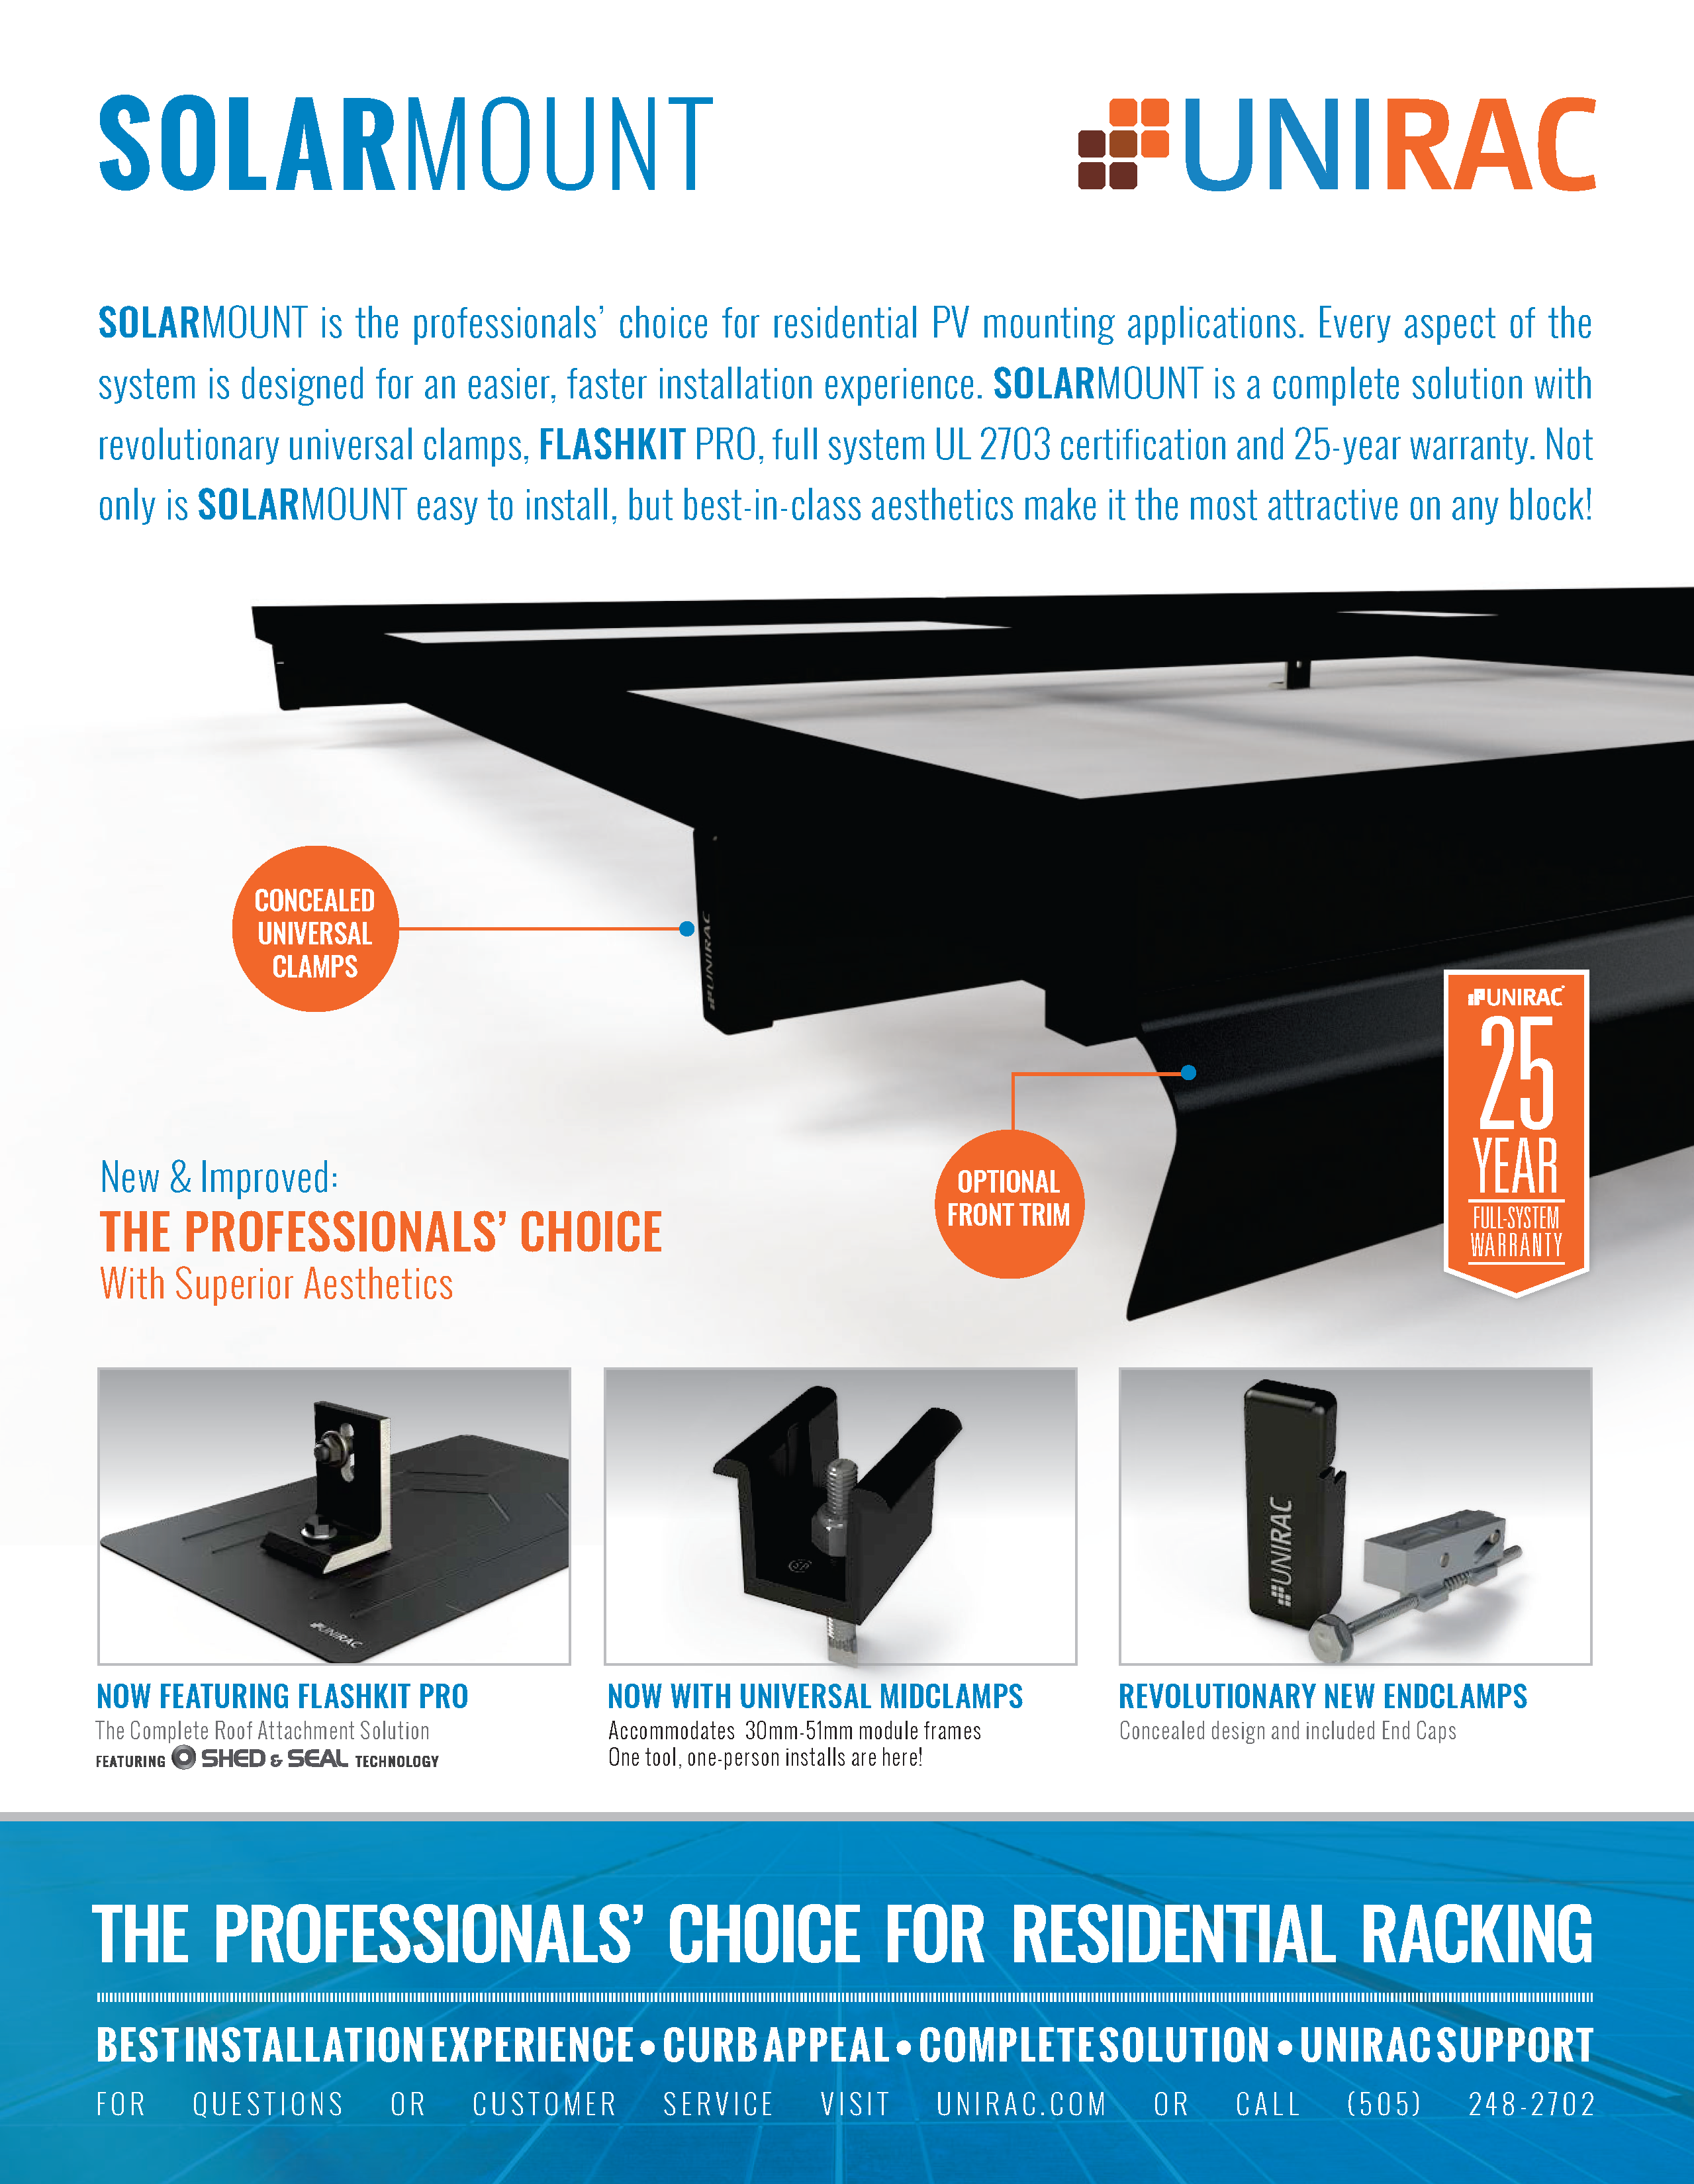 SOLARMOUNT
UNIRAC
SOLARMOUNT is the professionals' choice for residential PV mounting applications. Every aspect of the
system is designed for an easier, faster installation experience. SOLARMOUNT is a complete solution with
revolutionary universal clamps, FLASHKIT PRO, full system UL 2703 certification and 25-year warranty. Not
only is SOLARMOUNT easy to install, but best-in-class aesthetics make it the most attractive on any block!
CONCEALED
UNIVERSAL
CLAMPS
UNIRAC
OPTIONAL
FRONT TRIM
UNIRAC
25
YEAR
FULL-SYSTEM
WARRANTY
New & Improved:
THE PROFESSIONALS' CHOICE
With Superior Aesthetics
UNIRAC
SP
UNIRAC
NOW FEATURING FLASHKIT PRO
The Complete Roof Attachment Solution
FEATURING SHED & SEAL TECHNOLOGY
NOW WITH UNIVERSAL MIDCLAMPS
Accommodates 30mm-51mm module frames
One tool, one-person installs are here!
REVOLUTIONARY NEW ENDCLAMPS
Concealed design and included End Caps
THE PROFESSIONALS' CHOICE FOR RESIDENTIAL RACKING
BEST INSTALLATION EXPERIENCE • CURB APPEAL • COMPLETE SOLUTION • UNIRAC SUPPORT
FOR QUESTIONS OR CUSTOMER SERVICE VISIT UNIRAC.COM OR CALL (505) 248-2702